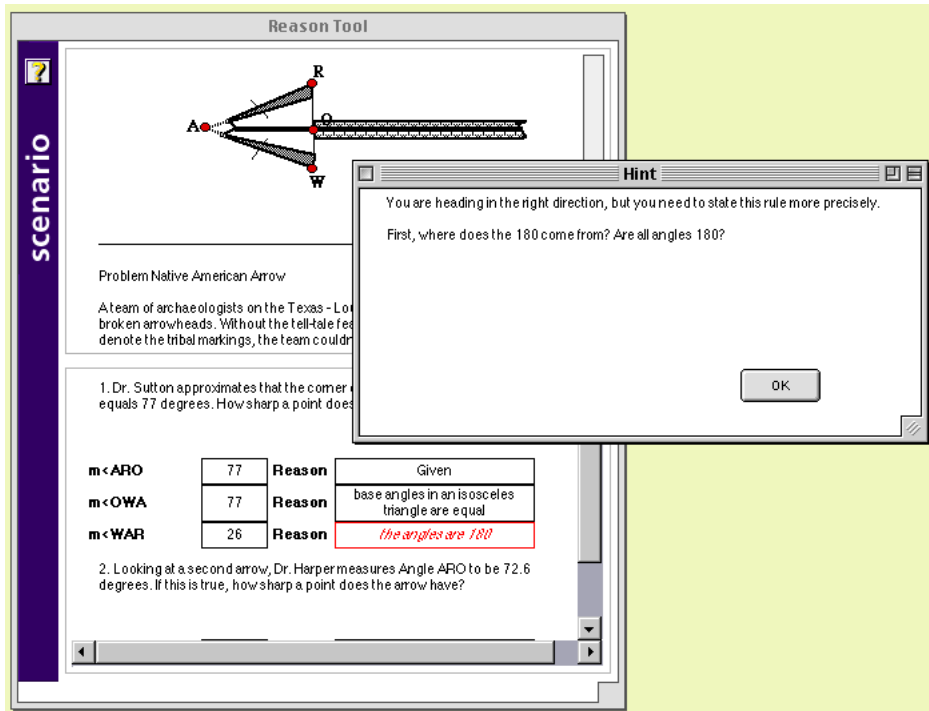 Reason Tool
scenario
R
A
O
W
Problem Native American Arrow
A team of archaeologists on the Texas - Lou
broken arrowheads. Without the tell-tale fea
denote the tribal markings, the team couldn
1. Dr. Sutton approximates that the corner
equals 77 degrees. How sharp a point does
m<ARO 77 Reason Given
m<OWA 77 Reason base angles in an isosceles
triangle are equal
m<WAR 26 Reason the angles are 180
2. Looking at a second arrow, Dr. Harper measures Angle ARO to be 72.6
degrees. If this is true, how sharp a point does the arrow have?
Hint
You are heading in the right direction, but you need to state this rule more precisely.
First, where does the 180 come from? Are all angles 180?
OK